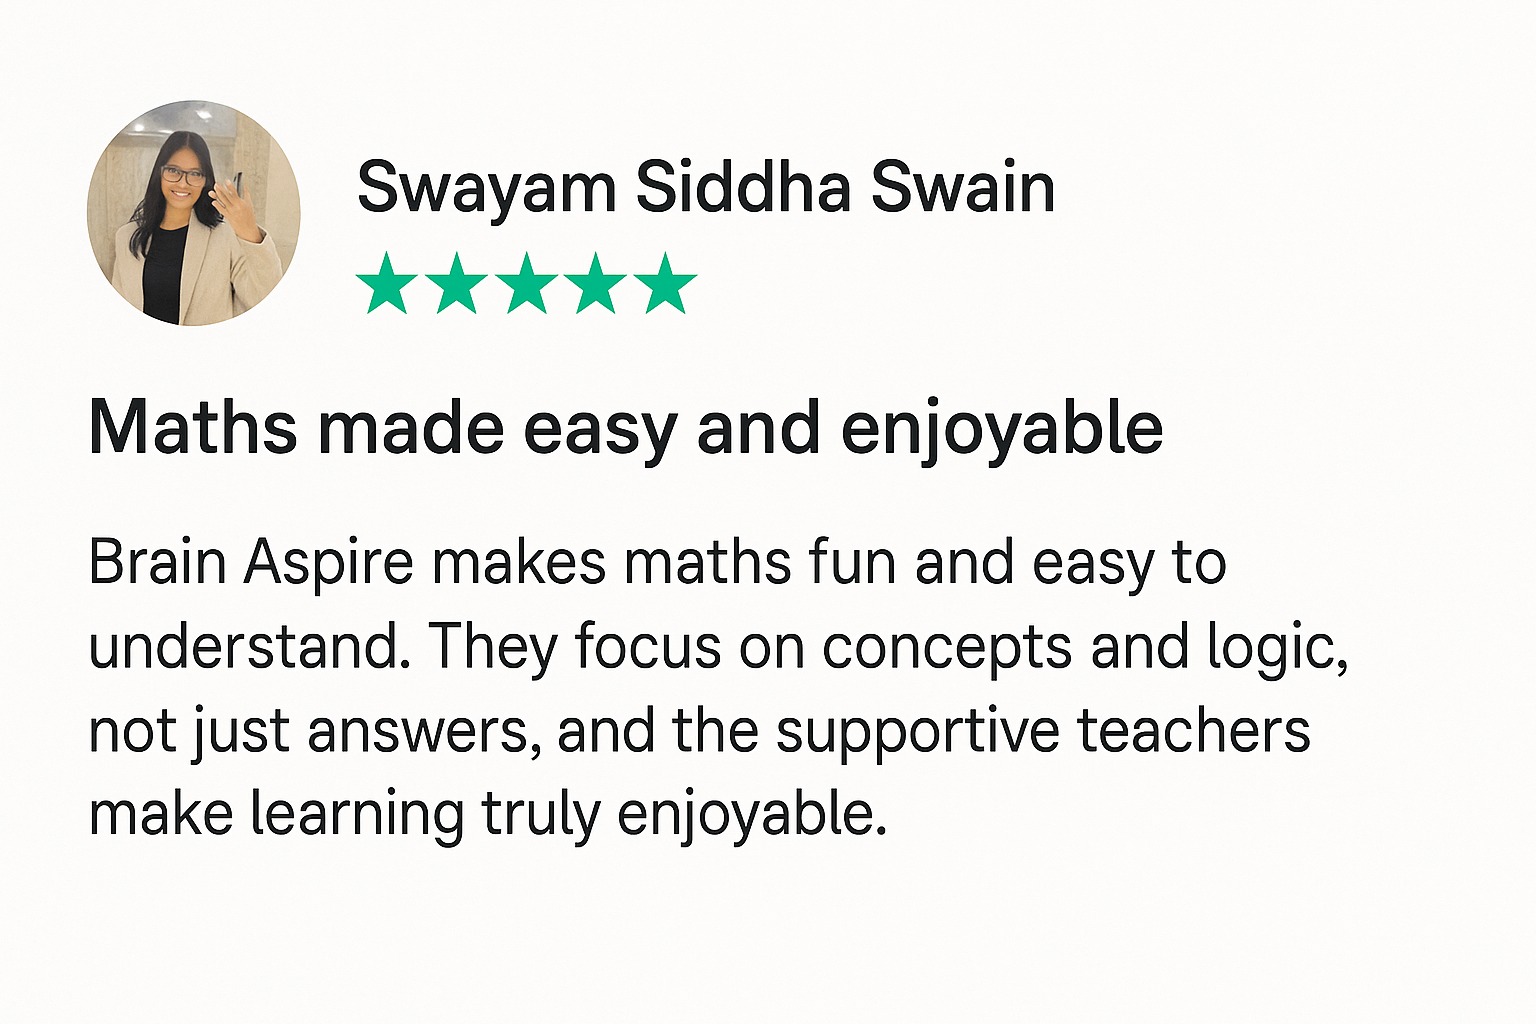 Swayam Siddha Swain
Maths made easy and enjoyable
Brain Aspire makes maths fun and easy to
understand. They focus on concepts and logic,
not just answers, and the supportive teachers
make learning truly enjoyable.